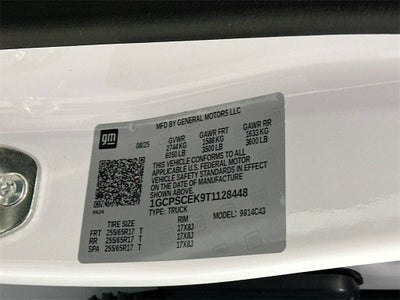 gm
MFD BY GENERAL MOTORS LLC
08/25 GVWR GAWR FRT GAWR RR
2744 KG 1588 KG 1633 KG
6050 LB 3500 LB 3600 LB
THIS VEHICLE CONFORMS TO ALL
APPLICABLE U.S. FEDERAL MOTOR
VEHICLE SAFETY AND THEFT PREVENTION
STANDARDS IN EFFECT ON THE DATE OF
MANUFACTURE SHOWN ABOVE.
1GCPSCEK9T1128448
TYPE: TRUCK MODEL: 9814C43
TIRE SIZE RIM
FRT 255/65R17 T 17X8J
RR 255/65R17 T 17X8J
SPA 255/65R17 T 17X8J